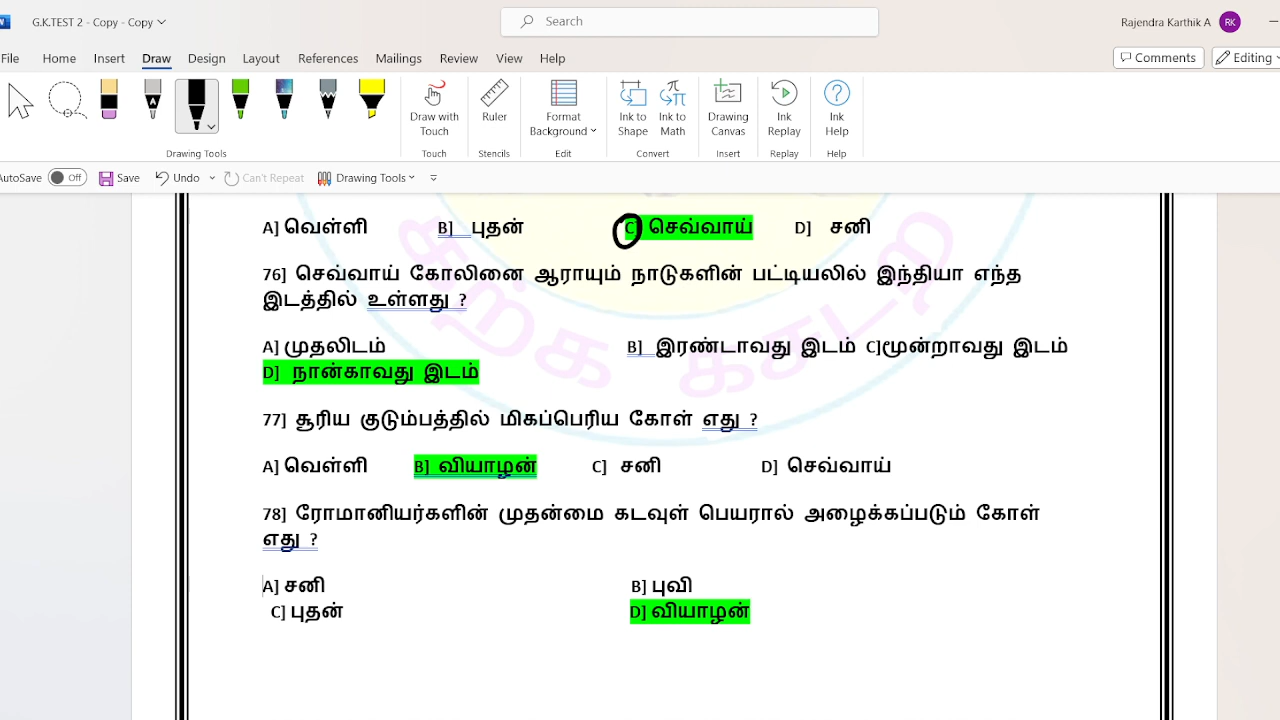 G.K.TEST 2 - Copy - Copy
Search
Rajendra Karthik A RK
File Home Insert Draw Design Layout References Mailings Review View Help
Comments Editing
Draw with Touch
Ruler
Format Background
Ink to Shape
Ink to Math
Drawing Canvas
Ink Replay
Ink Help
Drawing Tools Touch Stencils Edit Convert Insert Replay Help
AutoSave Off Save Undo Can't Repeat Drawing Tools
A] வெள்ளி B] புதன் C] செவ்வாய் D] சனி
76] செவ்வாய் கோலினை ஆராயும் நாடுகளின் பட்டியலில் இந்தியா எந்த
இடத்தில் உள்ளது ?
A] முதலிடம் B] இரண்டாவது இடம் C]மூன்றாவது இடம்
D] நான்காவது இடம்
77] சூரிய குடும்பத்தில் மிகப்பெரிய கோள் எது ?
A] வெள்ளி B] வியாழன் C] சனி D] செவ்வாய்
78] ரோமானியர்களின் முதன்மை கடவுள் பெயரால் அழைக்கப்படும் கோள்
எது ?
A] சனி B] புவி
C] புதன் D] வியாழன்
கற்க கசடற